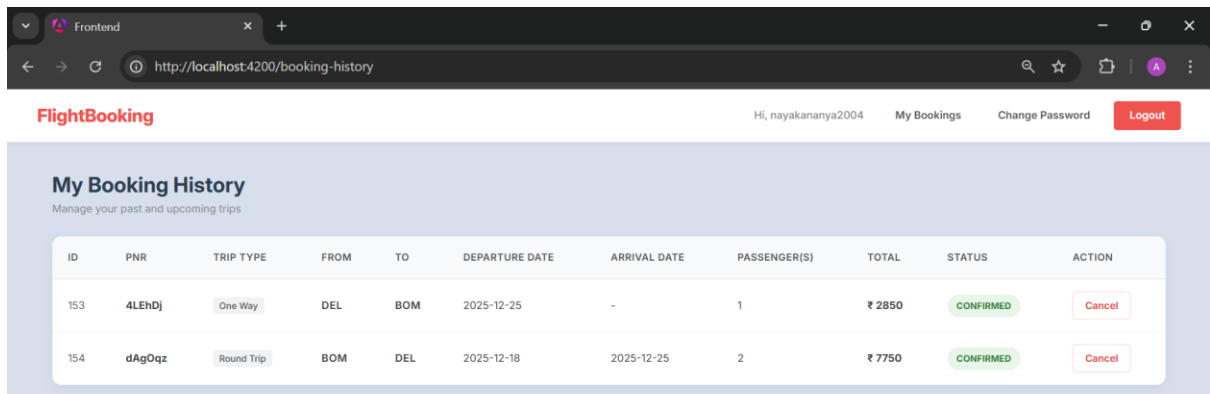 Frontend
http://localhost:4200/booking-history
A
FlightBooking Hi, nayakananya2004 My Bookings Change Password Logout
My Booking History
Manage your past and upcoming trips
ID PNR TRIP TYPE FROM TO DEPARTURE DATE ARRIVAL DATE PASSENGER(S) TOTAL STATUS ACTION
153 4LEhDj One Way DEL BOM 2025-12-25 - 1 ₹ 2850 CONFIRMED Cancel
154 dAgOqz Round Trip BOM DEL 2025-12-18 2025-12-25 2 ₹ 7750 CONFIRMED Cancel